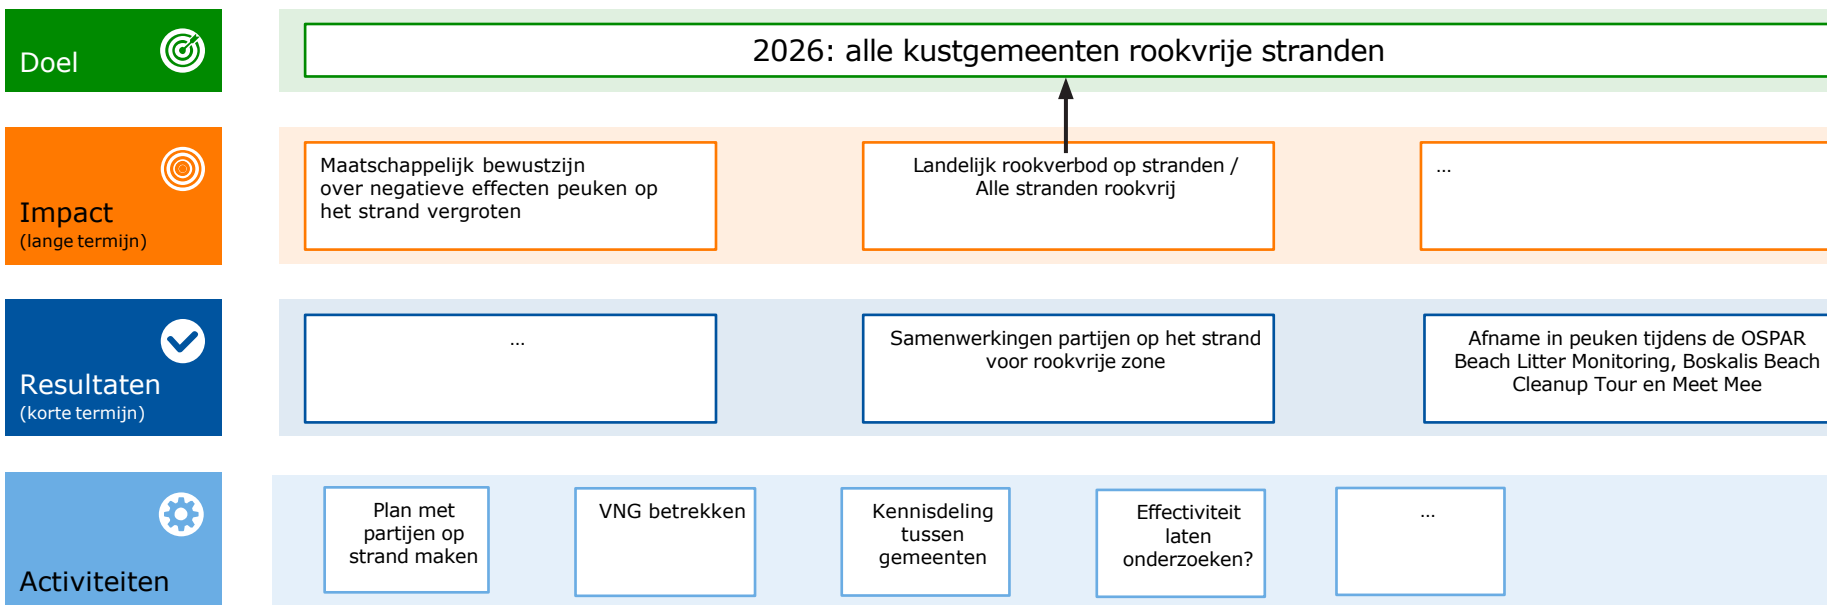 Doel
2026: alle kustgemeenten rookvrije stranden
Impact
(lange termijn)
Maatschappelijk bewustzijn
over negatieve effecten peuken op
het strand vergroten
Landelijk rookverbod op stranden /
Alle stranden rookvrij
...
Resultaten
(korte termijn)
...
Samenwerkingen partijen op het strand
voor rookvrije zone
Afname in peuken tijdens de OSPAR
Beach Litter Monitoring, Boskalis Beach
Cleanup Tour en Meet Mee
Activiteiten
Plan met
partijen op
strand maken
VNG betrekken
Kennisdeling
tussen
gemeenten
Effectiviteit
laten
onderzoeken?
...